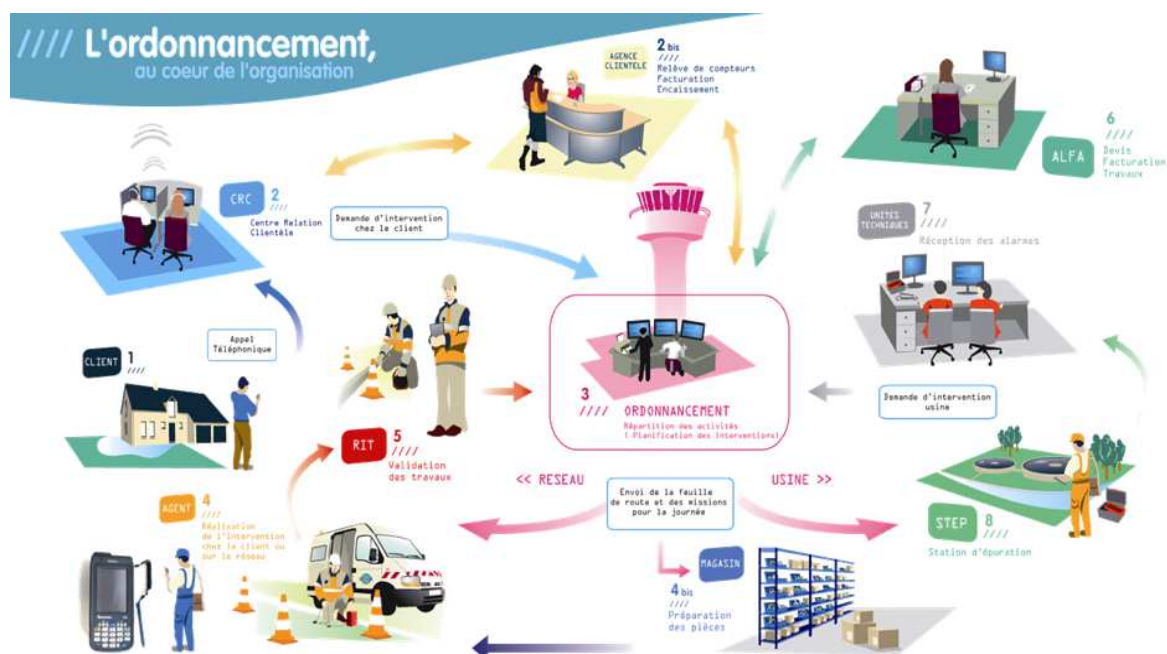 //// L'ordonnancement,
au coeur de l'organisation
AGENCE
CLIENTELE
2 bis
////
Relève de compteurs
Facturation
Encaissement
6
////
ALFA
Devis
Facturation
Travaux
CRC
2
////
Centre Relation
Clientèle
Demande d'intervention
chez le client
UNITES
TECHNIQUES
7
////
Réception des alarmes
Appel
Téléphonique
CLIENT
1
////
3
//// ORDONNANCEMENT
Répartition des activités
( Planification des interventions)
Demande d'intervention
usine
RIT
5
////
Validation
des travaux
<< RESEAU
USINE >>
Envoi de la feuille
de route et des missions
pour la journée
AGENT
4
////
Réalisation
de l'intervention
chez le client ou
sur le réseau
STEP
8
////
Station d'épuration
MAGASIN
4 bis
////
Préparation
des pièces